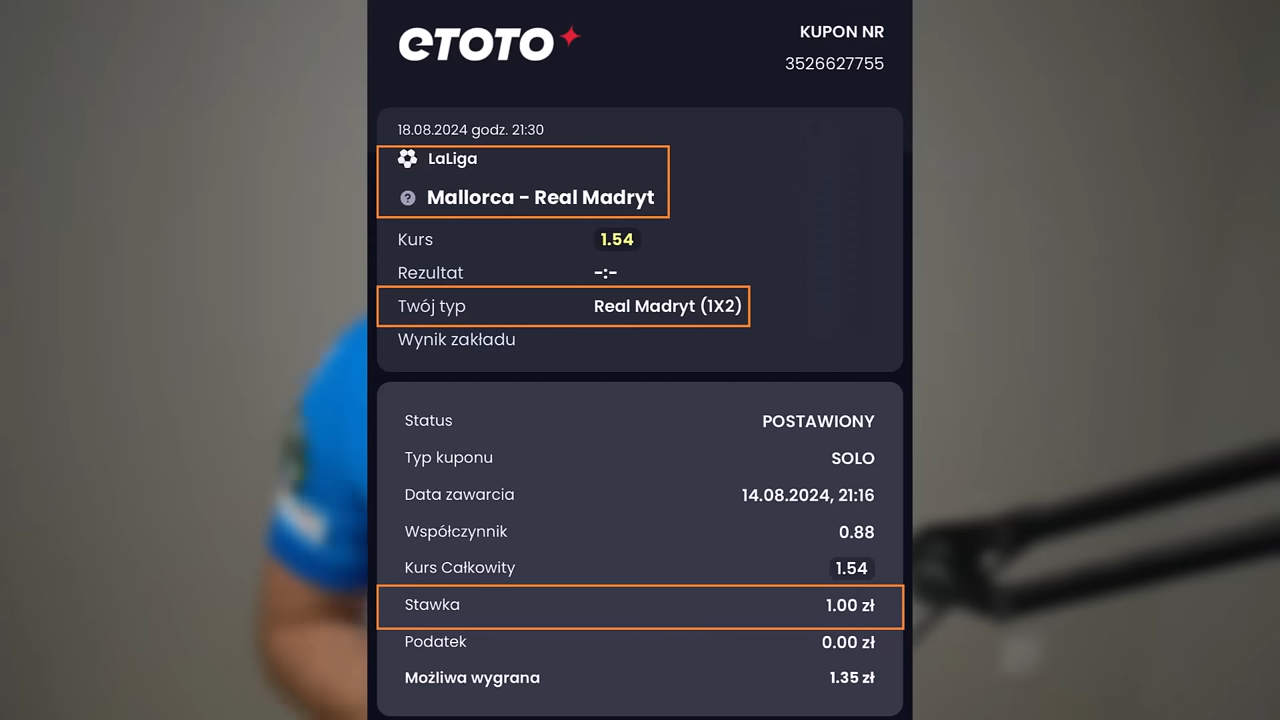 eTOTO
KUPON NR
3526627755
18.08.2024 godz. 21:30
LaLiga
? Mallorca - Real Madryt
Kurs 1.54
Rezultat -:-
Twój typ Real Madryt (1X2)
Wynik zakładu
Status POSTAWIONY
Typ kuponu SOLO
Data zawarcia 14.08.2024, 21:16
Współczynnik 0.88
Kurs Całkowity 1.54
Stawka 1.00 zł
Podatek 0.00 zł
Możliwa wygrana 1.35 zł